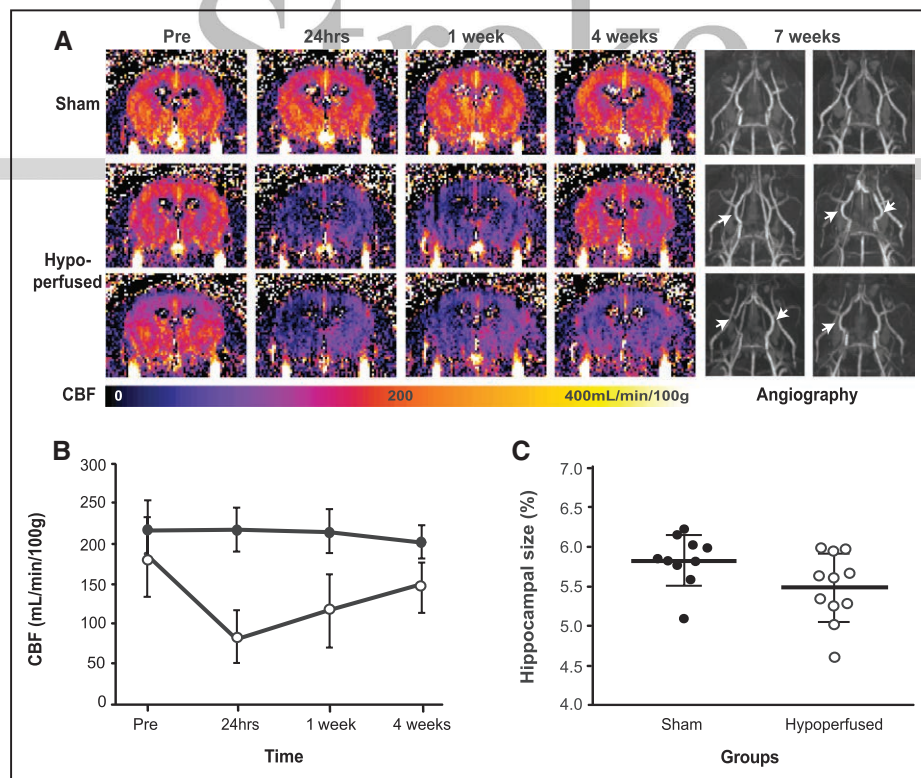 Stroke
A
Pre 24hrs 1 week 4 weeks 7 weeks
Sham
Hypo-
perfused
CBF 0 200 400mL/min/100g Angiography
B
CBF (mL/min/100g)
300
250
200
150
100
50
0
Pre 24hrs 1 week 4 weeks
Time
C
Hippocampal size (%)
7.0
6.5
6.0
5.5
5.0
4.5
4.0
Sham Hypoperfused
Groups